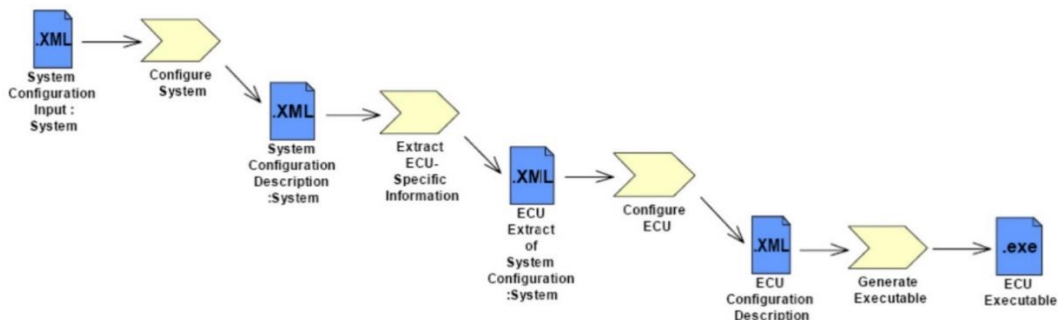 .XML
System
Configuration
Input :
System
Configure
System
.XML
System
Configuration
Description
:System
Extract
ECU-
Specific
Information
.XML
ECU
Extract
of
System
Configuration
:System
Configure
ECU
.XML
ECU
Configuration
Description
Generate
Executable
.exe
ECU
Executable